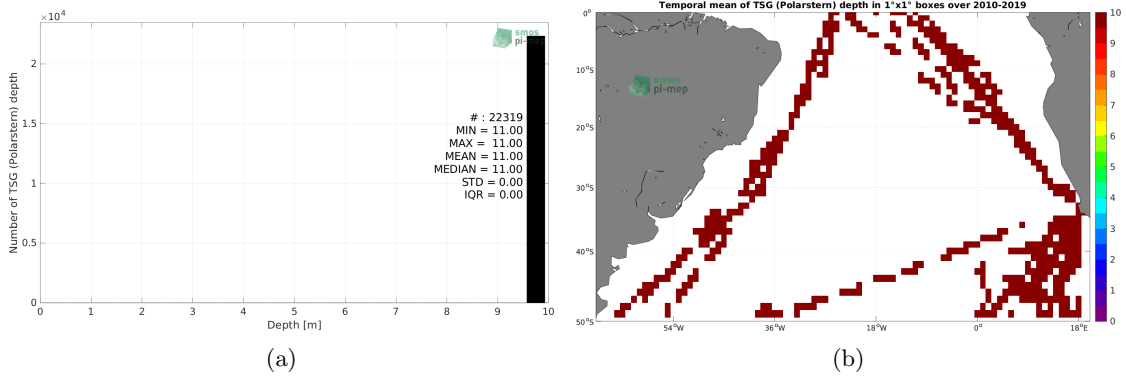 ×10⁴
2
1.5
1
0.5
0
Number of TSG (Polarstern) depth
smos
pi-mep
# : 22319
MIN = 11.00
MAX = 11.00
MEAN = 11.00
MEDIAN = 11.00
STD = 0.00
IQR = 0.00
0 1 2 3 4 5 6 7 8 9 10
Depth [m]
(a)
Temporal mean of TSG (Polarstern) depth in 1°x1° boxes over 2010-2019
0°
10°S
20°S
30°S
40°S
50°S
smos
pi-mep
54°W 36°W 18°W 0° 18°E
10
9
8
7
6
5
4
3
2
1
0
(b)